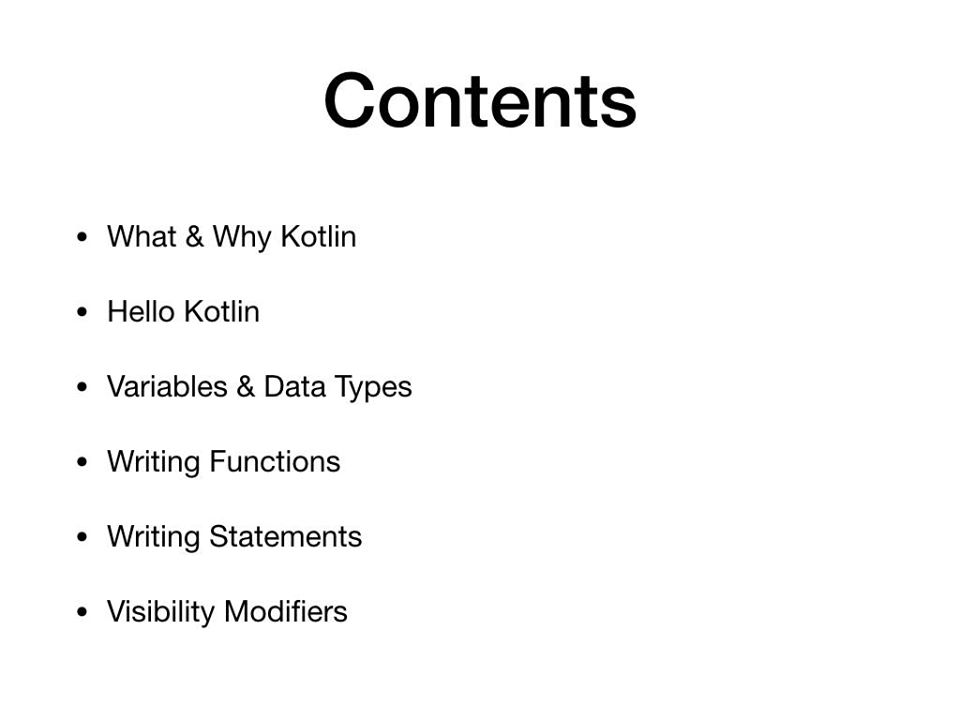 Contents
• What & Why Kotlin
• Hello Kotlin
• Variables & Data Types
• Writing Functions
• Writing Statements
• Visibility Modifiers